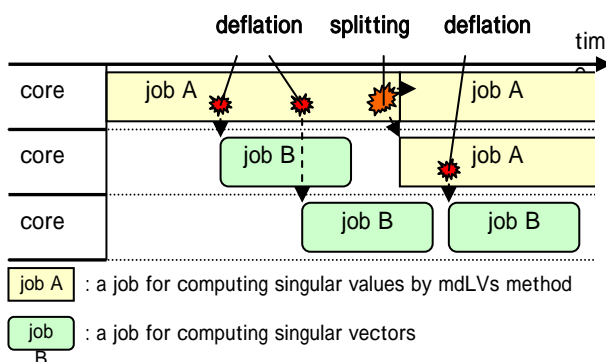 deflation splitting deflation
tim
e
core job A job A
core job B job A
core job B job B
job A : a job for computing singular values by mdLVs method
job B : a job for computing singular vectors